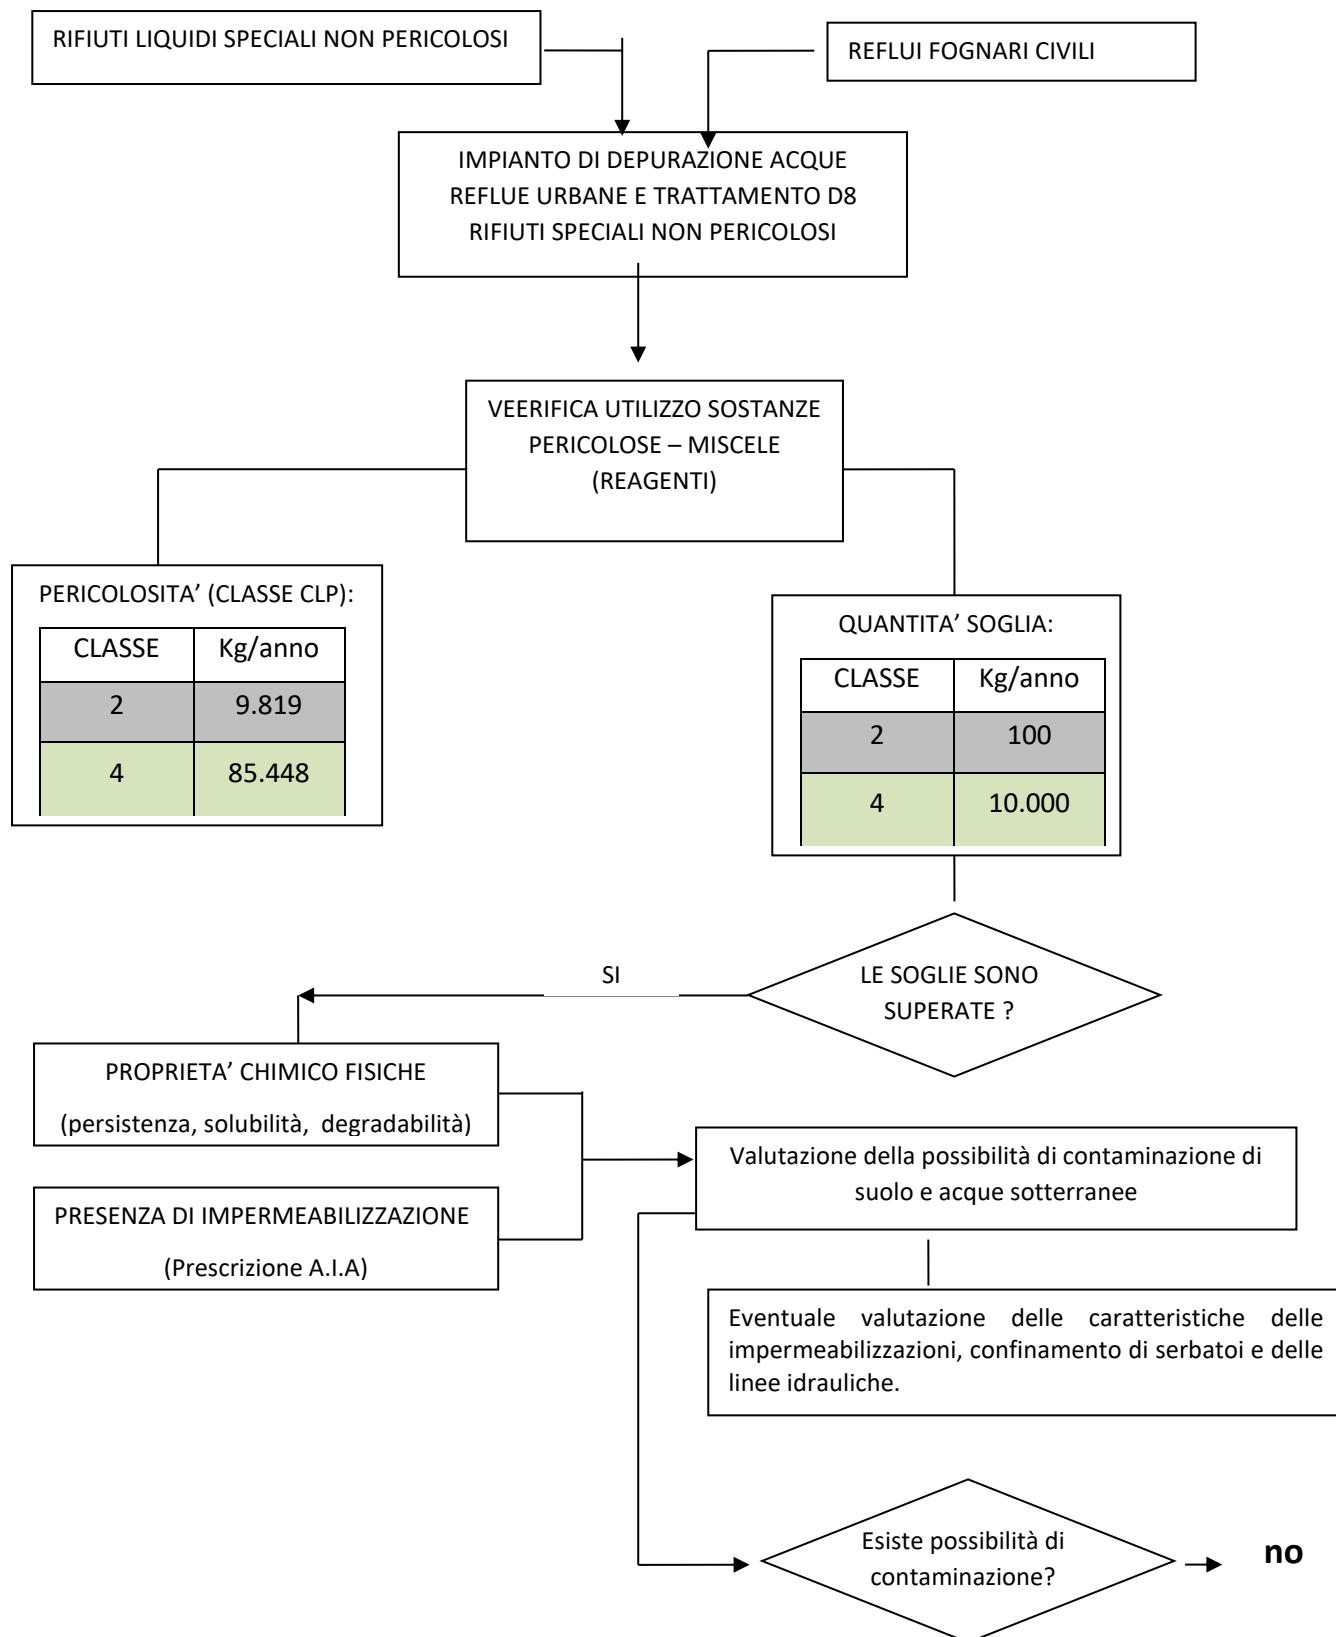 RIFIUTI LIQUIDI SPECIALI NON PERICOLOSI
REFLUI FOGNARI CIVILI
IMPIANTO DI DEPURAZIONE ACQUE
REFLUE URBANE E TRATTAMENTO D8
RIFIUTI SPECIALI NON PERICOLOSI
VEERIFICA UTILIZZO SOSTANZE
PERICOLOSE – MISCELE
(REAGENTI)
PERICOLOSITA’ (CLASSE CLP):
CLASSE Kg/anno
2 9.819
4 85.448
QUANTITA’ SOGLIA:
CLASSE Kg/anno
2 100
4 10.000
LE SOGLIE SONO
SUPERATE ?
SI
PROPRIETA’ CHIMICO FISICHE
(persistenza, solubilità, degradabilità)
PRESENZA DI IMPERMEABILIZZAZIONE
(Prescrizione A.I.A)
Valutazione della possibilità di contaminazione di
suolo e acque sotterranee
Eventuale valutazione delle caratteristiche delle
impermeabilizzazioni, confinamento di serbatoi e delle
linee idrauliche.
Esiste possibilità di
contaminazione?
no